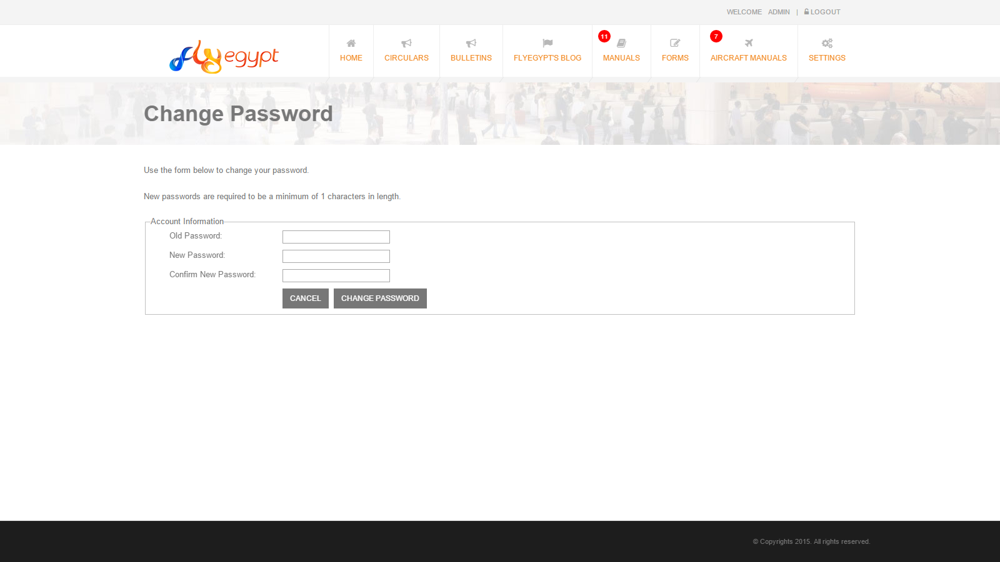 WELCOME ADMIN | LOGOUT
flyegypt
11
7
HOME CIRCULARS BULLETINS FLYEGYPT'S BLOG MANUALS FORMS AIRCRAFT MANUALS SETTINGS
Change Password
Use the form below to change your password.
New passwords are required to be a minimum of 1 characters in length.
Account Information
Old Password:
New Password:
Confirm New Password:
CANCEL CHANGE PASSWORD
© Copyrights 2015. All rights reserved.